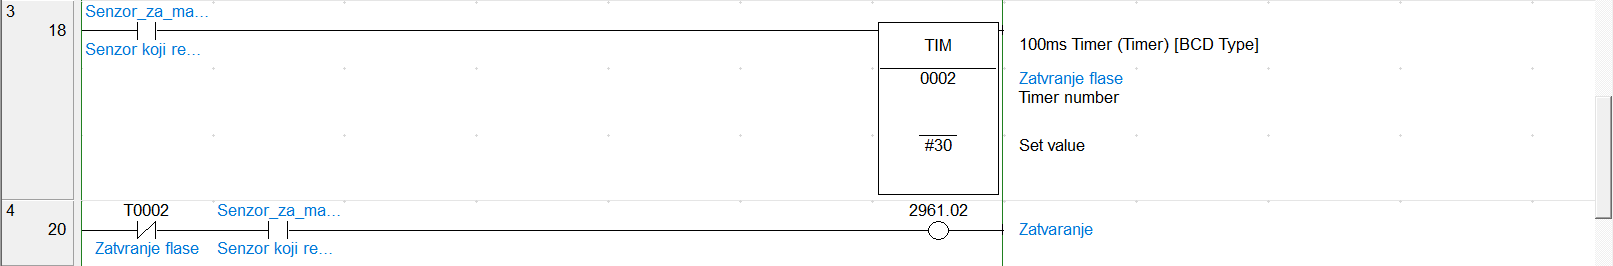 3
Senzor_za_ma...
18
Senzor koji re...
TIM
100ms Timer (Timer) [BCD Type]
0002
Zatvranje flase
Timer number
#30
Set value
4
T0002
Senzor_za_ma...
2961.02
20
Zatvaranje
Zatvranje flase
Senzor koji re...